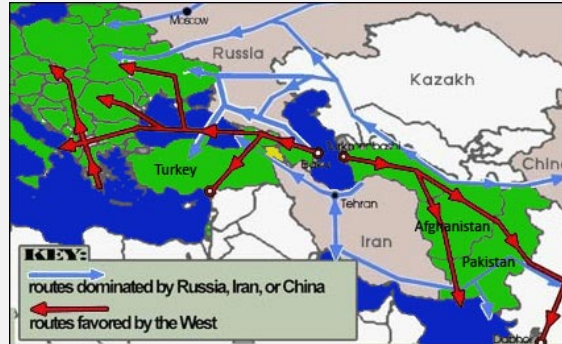 Moscow
Russia
Kazakh
China
Turkey
Baku
Tehran
Afghanistan
Iran
Pakistan
KEY:
routes dominated by Russia, Iran, or China
routes favored by the West
Dabhol